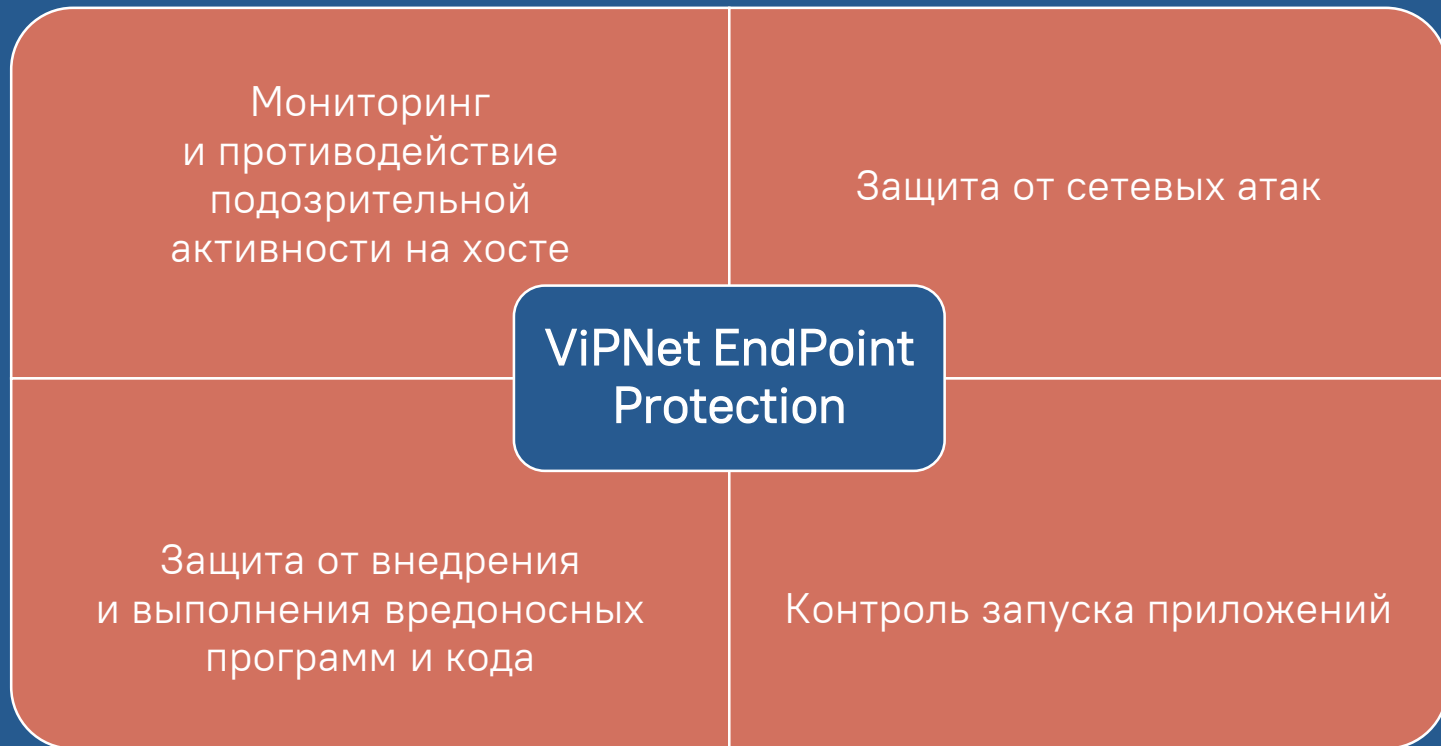 Мониторинг
и противодействие
подозрительной
активности на хосте
Защита от сетевых атак
ViPNet EndPoint
Protection
Защита от внедрения
и выполнения вредоносных
программ и кода
Контроль запуска приложений